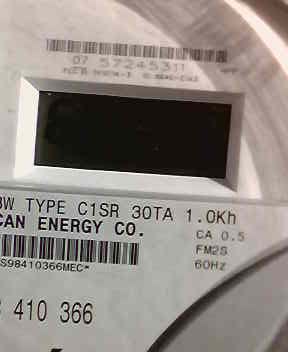 07 57245311
3W TYPE C1SR 30TA 1.0Kh
CAN ENERGY CO.
CA 0.5
FM2S
60Hz
S98410366MEC*
410 366